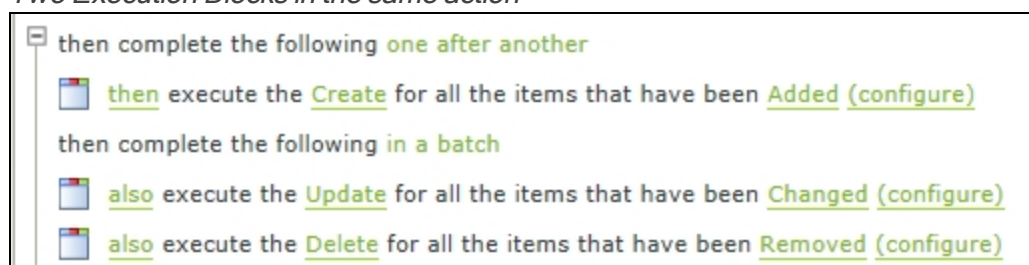 Two Execution Blocks in the same action
then complete the following one after another
then execute the Create for all the items that have been Added (configure)
then complete the following in a batch
also execute the Update for all the items that have been Changed (configure)
also execute the Delete for all the items that have been Removed (configure)